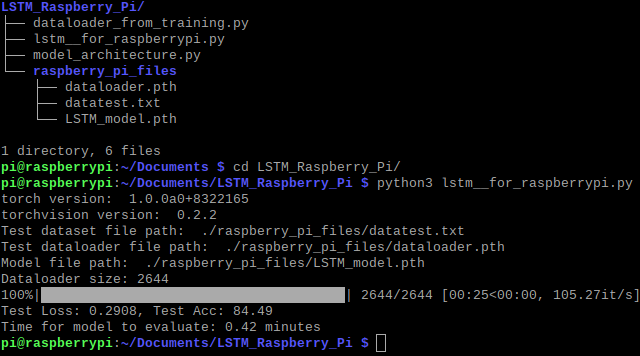 LSTM_Raspberry_Pi/
├── dataloader_from_training.py
├── lstm__for_raspberrypi.py
├── model_architecture.py
└── raspberry_pi_files
    ├── dataloader.pth
    ├── datatest.txt
    └── LSTM_model.pth

1 directory, 6 files
pi@raspberrypi:~/Documents $ cd LSTM_Raspberry_Pi/
pi@raspberrypi:~/Documents/LSTM_Raspberry_Pi $ python3 lstm__for_raspberrypi.py
torch version:  1.0.0a0+8322165
torchvision version:  0.2.2
Test dataset file path:  ./raspberry_pi_files/datatest.txt
Test dataloader file path:  ./raspberry_pi_files/dataloader.pth
Model file path:  ./raspberry_pi_files/LSTM_model.pth
Dataloader size: 2644
100%|██████████████████████████████████████| 2644/2644 [00:25<00:00, 105.27it/s]
Test Loss: 0.2908, Test Acc: 84.49
Time for model to evaluate: 0.42 minutes
pi@raspberrypi:~/Documents/LSTM_Raspberry_Pi $